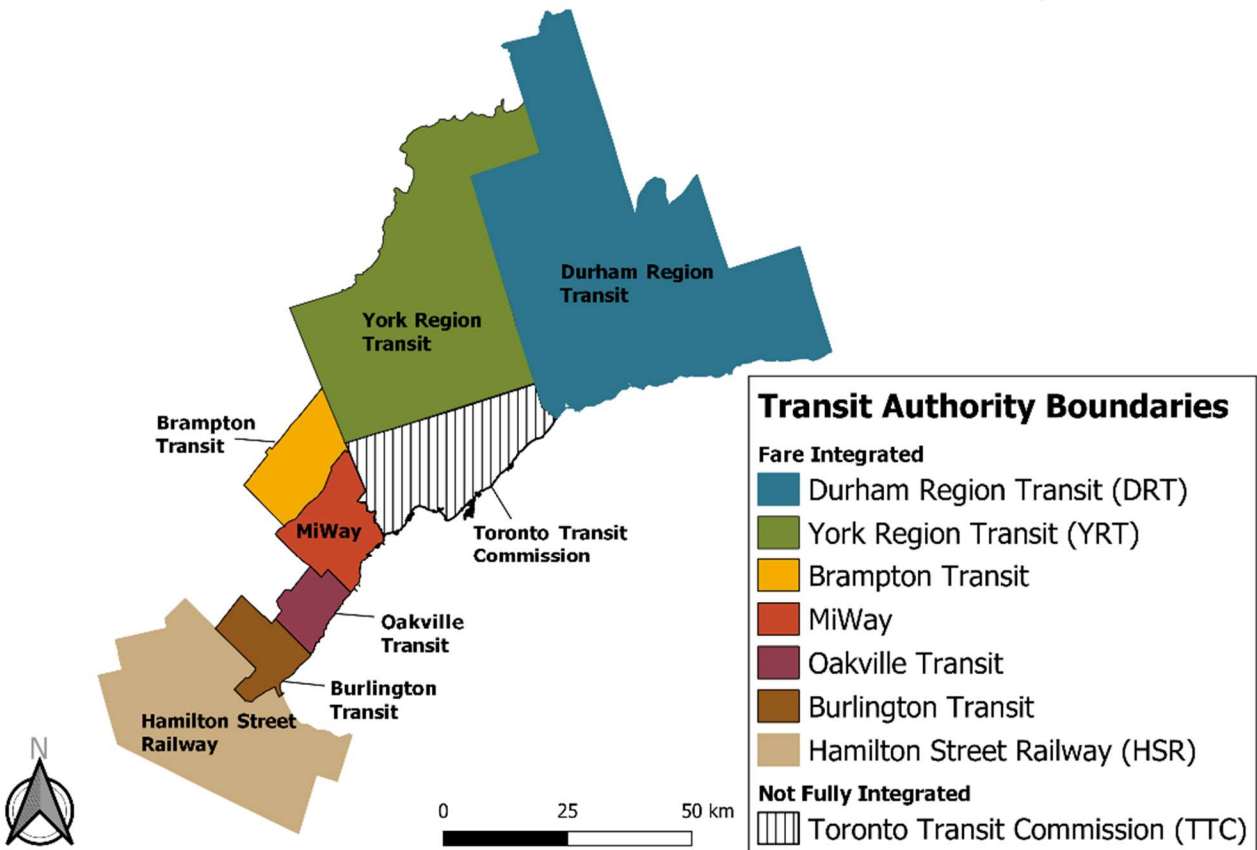 Durham Region
Transit
York Region
Transit
Brampton
Transit
MiWay
Toronto Transit
Commission
Oakville
Transit
Burlington
Transit
Hamilton Street
Railway
N
0 25 50 km
Transit Authority Boundaries
Fare Integrated
Durham Region Transit (DRT)
York Region Transit (YRT)
Brampton Transit
MiWay
Oakville Transit
Burlington Transit
Hamilton Street Railway (HSR)
Not Fully Integrated
Toronto Transit Commission (TTC)